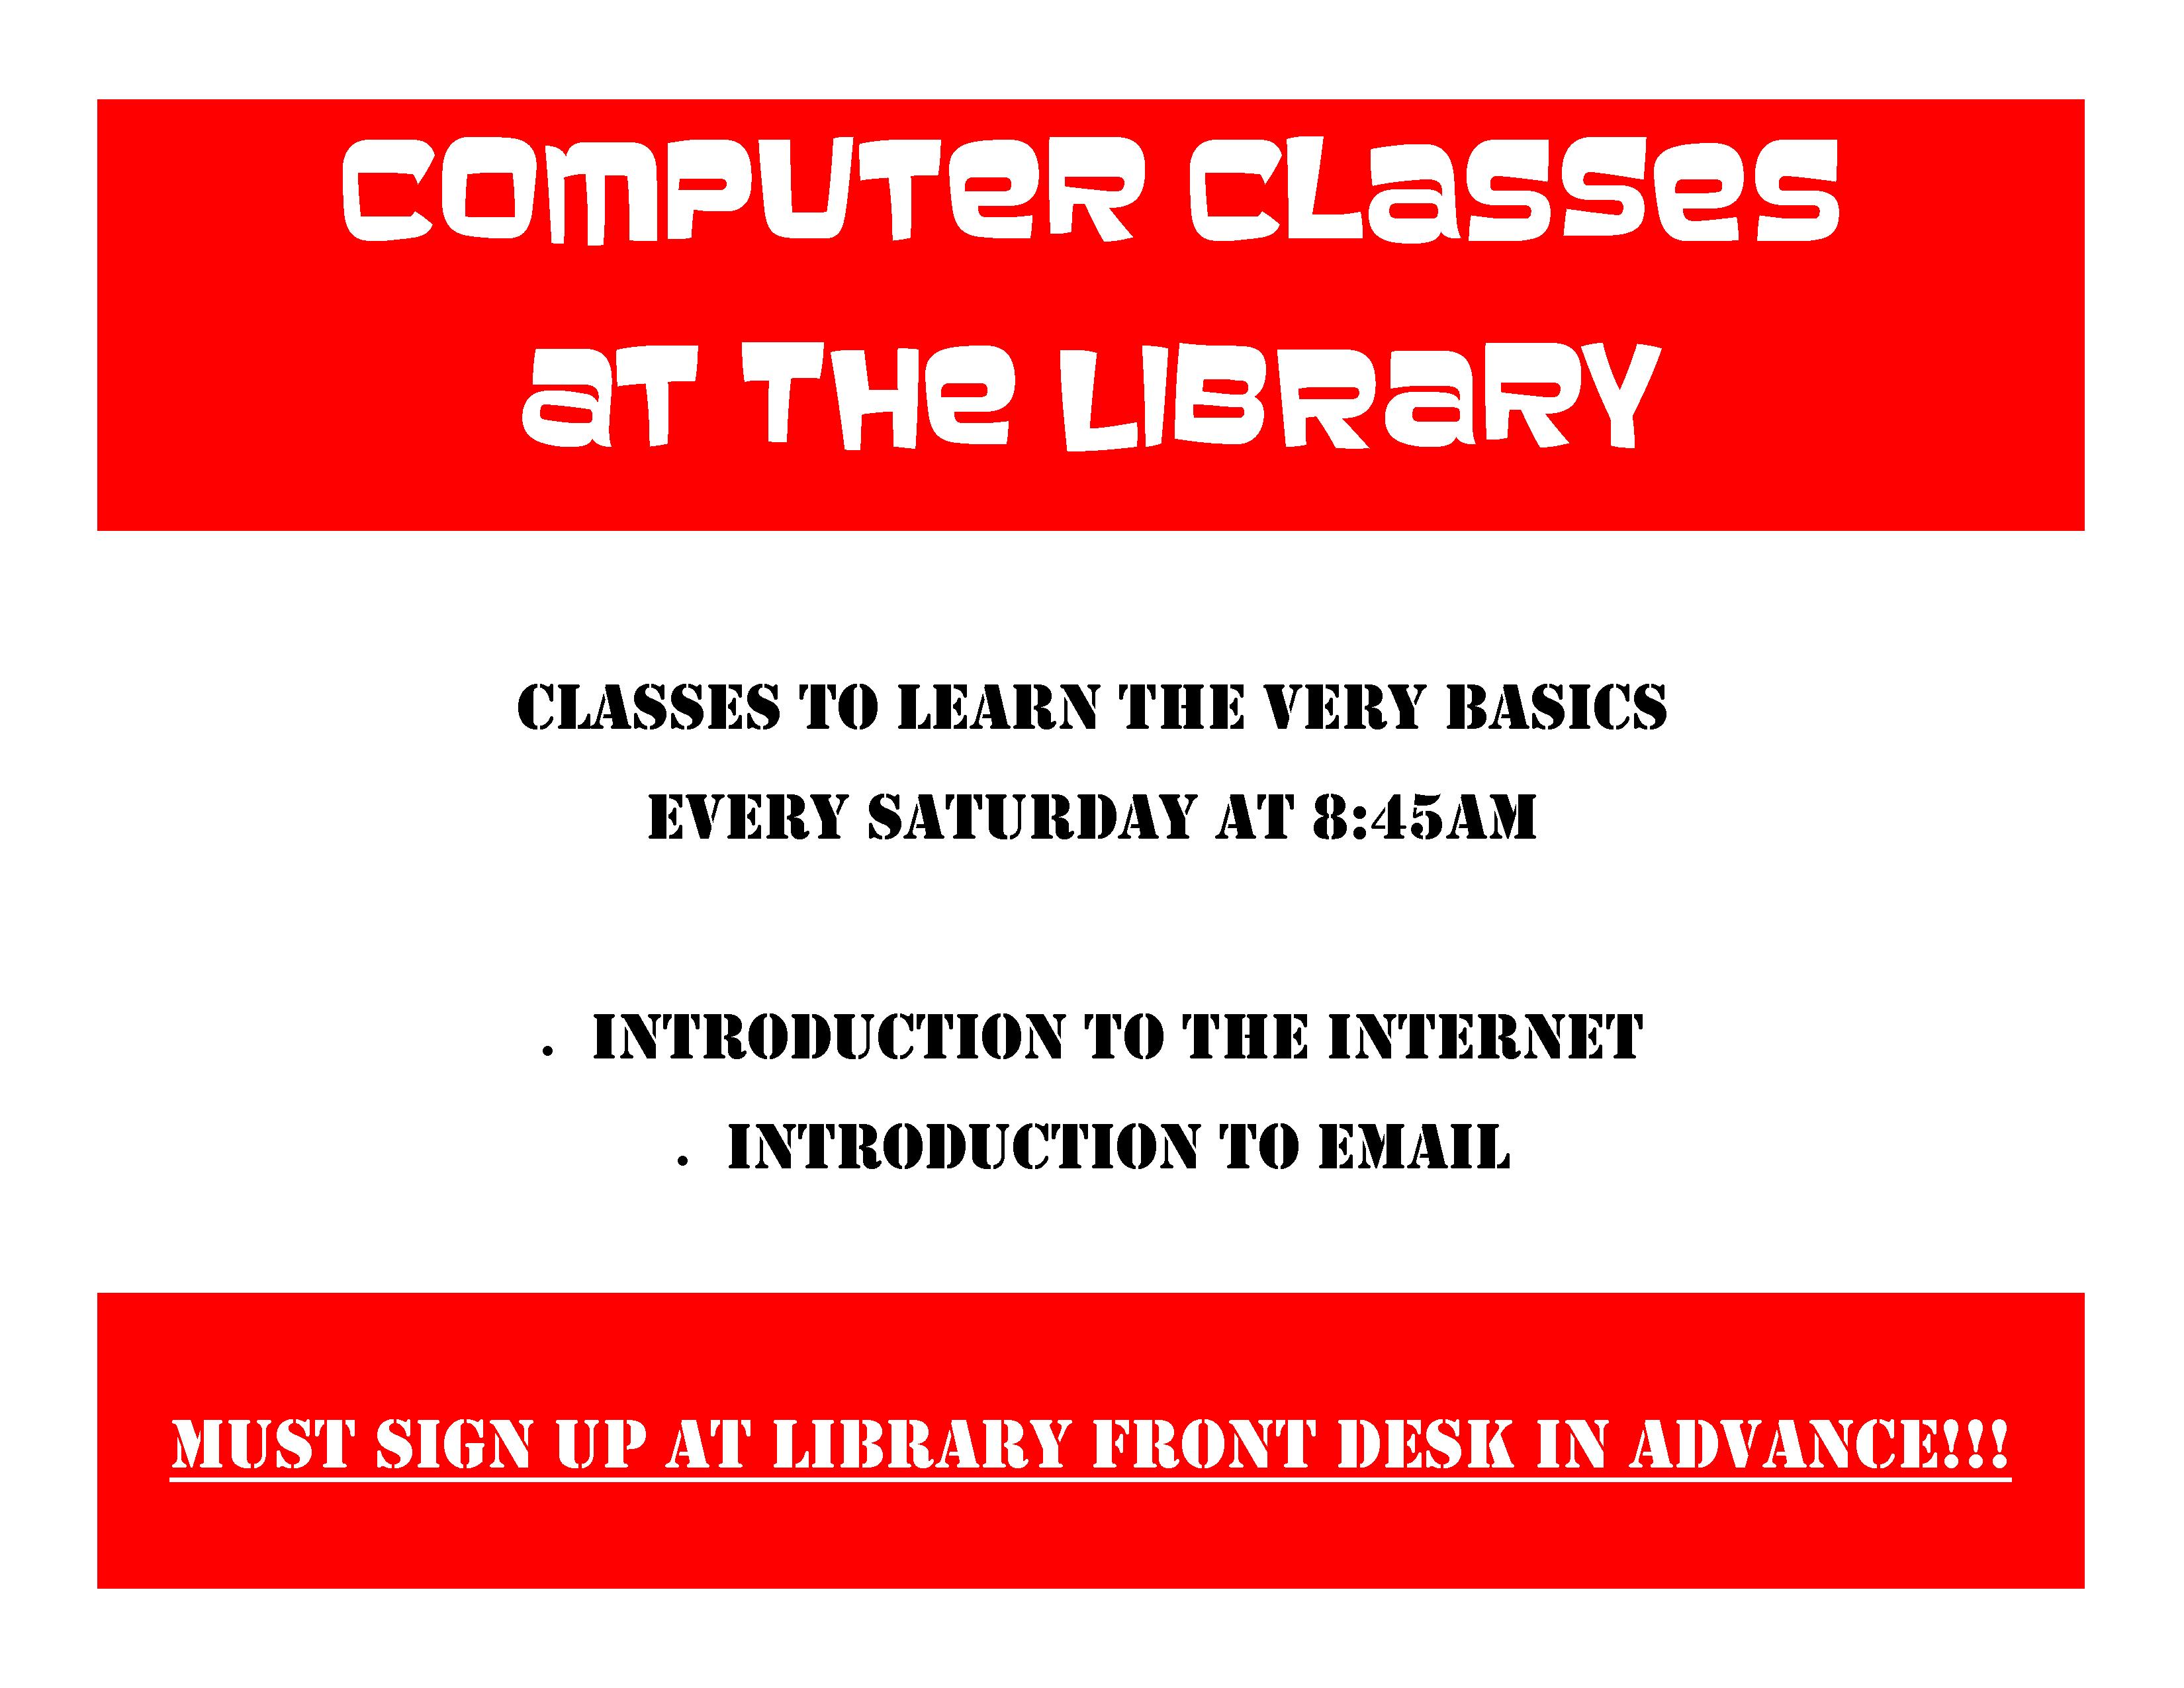 COMPUTER CLASSES
AT THE LIBRARY
CLASSES TO LEARN THE VERY BASICS
EVERY SATURDAY AT 8:45AM
. INTRODUCTION TO THE INTERNET
. INTRODUCTION TO EMAIL
MUST SIGN UP AT LIBRARY FRONT DESK IN ADVANCE!!!